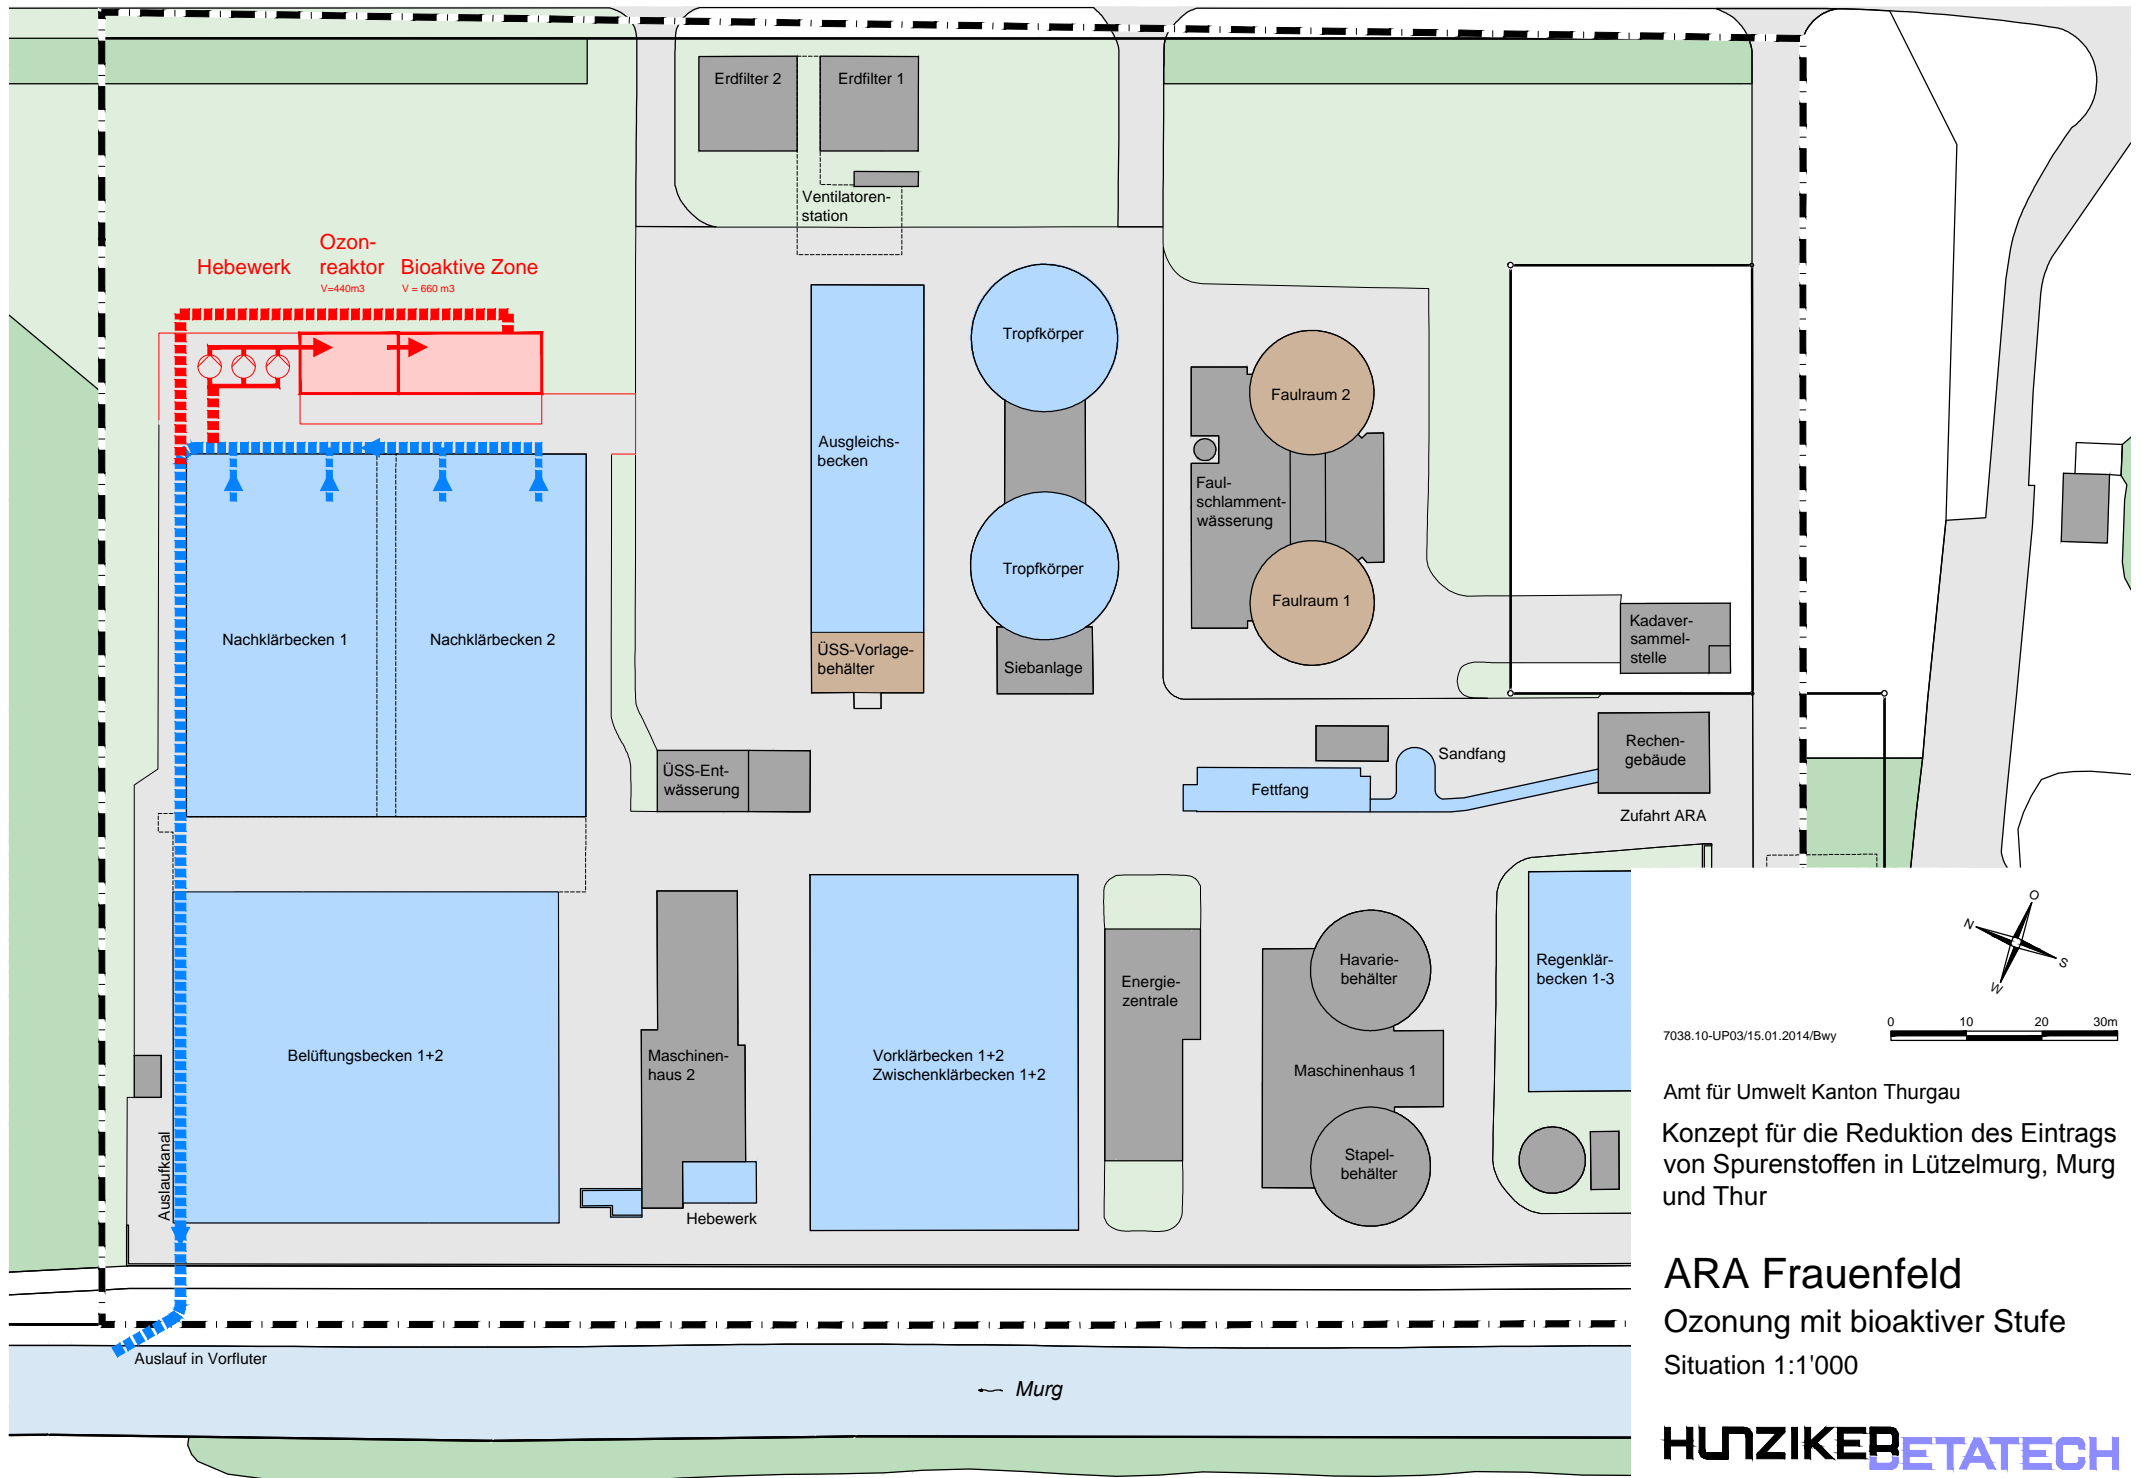 Erdfilter 2
Erdfilter 1
Ventilatoren-
station
Hebewerk
Ozon-
reaktor
V=440m3
Bioaktive Zone
V = 660 m3
Tropfkörper
Ausgleichs-
becken
Tropfkörper
Faulraum 2
Faul-
schlamment-
wässerung
Faulraum 1
Kadaver-
sammel-
stelle
Nachklärbecken 1
Nachklärbecken 2
ÜSS-Vorlage-
behälter
Siebanlage
ÜSS-Ent-
wässerung
Fettfang
Sandfang
Rechen-
gebäude
Zufahrt ARA
Belüftungsbecken 1+2
Maschinen-
haus 2
Hebewerk
Vorklärbecken 1+2
Zwischenklärbecken 1+2
Energie-
zentrale
Havarie-
behälter
Maschinenhaus 1
Stapel-
behälter
Regenklär-
becken 1-3
Auslaufkanal
Auslauf in Vorfluter
Murg
O
N
S
W
7038.10-UP03/15.01.2014/Bwy
0 10 20 30m
Amt für Umwelt Kanton Thurgau
Konzept für die Reduktion des Eintrags
von Spurenstoffen in Lützelmurg, Murg
und Thur
ARA Frauenfeld
Ozonung mit bioaktiver Stufe
Situation 1:1'000
HUNZIKER BETATECH